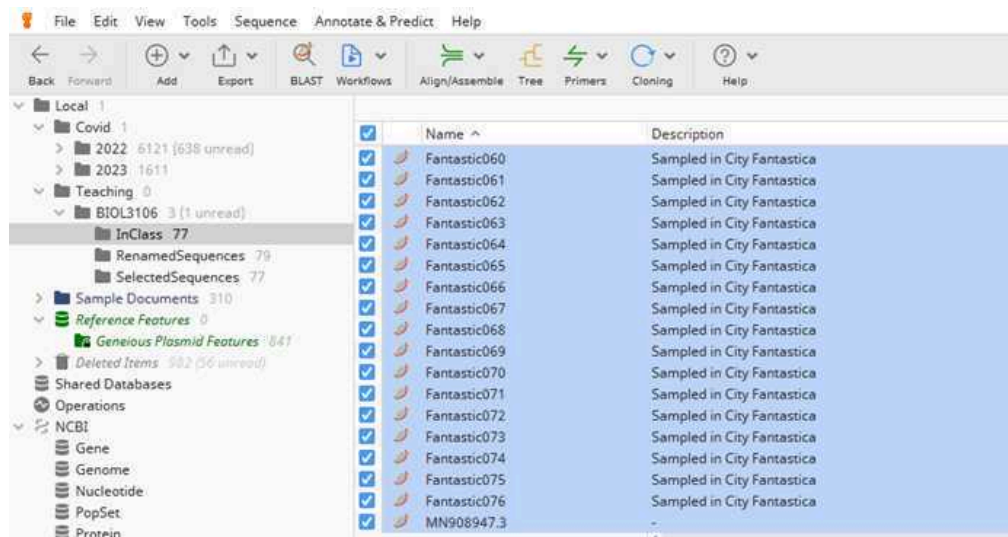 File Edit View Tools Sequence Annotate & Predict Help
Back Forward Add Export BLAST Workflows Align/Assemble Tree Primers Cloning Help
Local 1
Covid 1
2022 6121 (638 unread)
2023 1611
Teaching 0
BIOL3106 3 (1 unread)
InClass 77
RenamedSequences 79
SelectedSequences 77
Sample Documents 310
Reference Features 0
Geneious Plasmid Features 841
Deleted Items 982 (56 unread)
Shared Databases
Operations
NCBI
Gene
Genome
Nucleotide
PopSet
Protein
Name Description
Fantastic060 Sampled in City Fantastica
Fantastic061 Sampled in City Fantastica
Fantastic062 Sampled in City Fantastica
Fantastic063 Sampled in City Fantastica
Fantastic064 Sampled in City Fantastica
Fantastic065 Sampled in City Fantastica
Fantastic066 Sampled in City Fantastica
Fantastic067 Sampled in City Fantastica
Fantastic068 Sampled in City Fantastica
Fantastic069 Sampled in City Fantastica
Fantastic070 Sampled in City Fantastica
Fantastic071 Sampled in City Fantastica
Fantastic072 Sampled in City Fantastica
Fantastic073 Sampled in City Fantastica
Fantastic074 Sampled in City Fantastica
Fantastic075 Sampled in City Fantastica
Fantastic076 Sampled in City Fantastica
MN908947.3 -